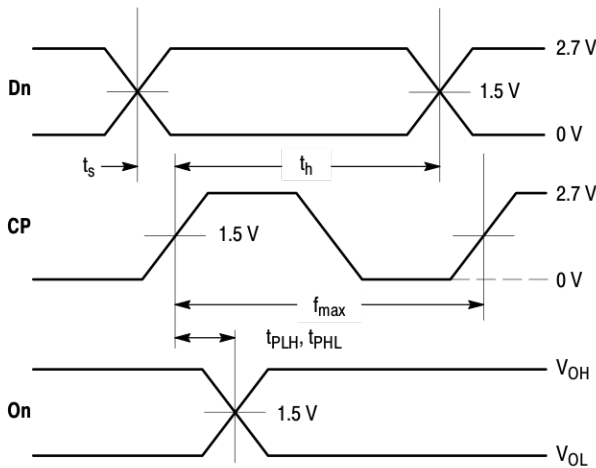 2.7 V
Dn
1.5 V
0 V
ts
th
2.7 V
CP
1.5 V
0 V
fmax
tPLH, tPHL
VOH
On
1.5 V
VOL